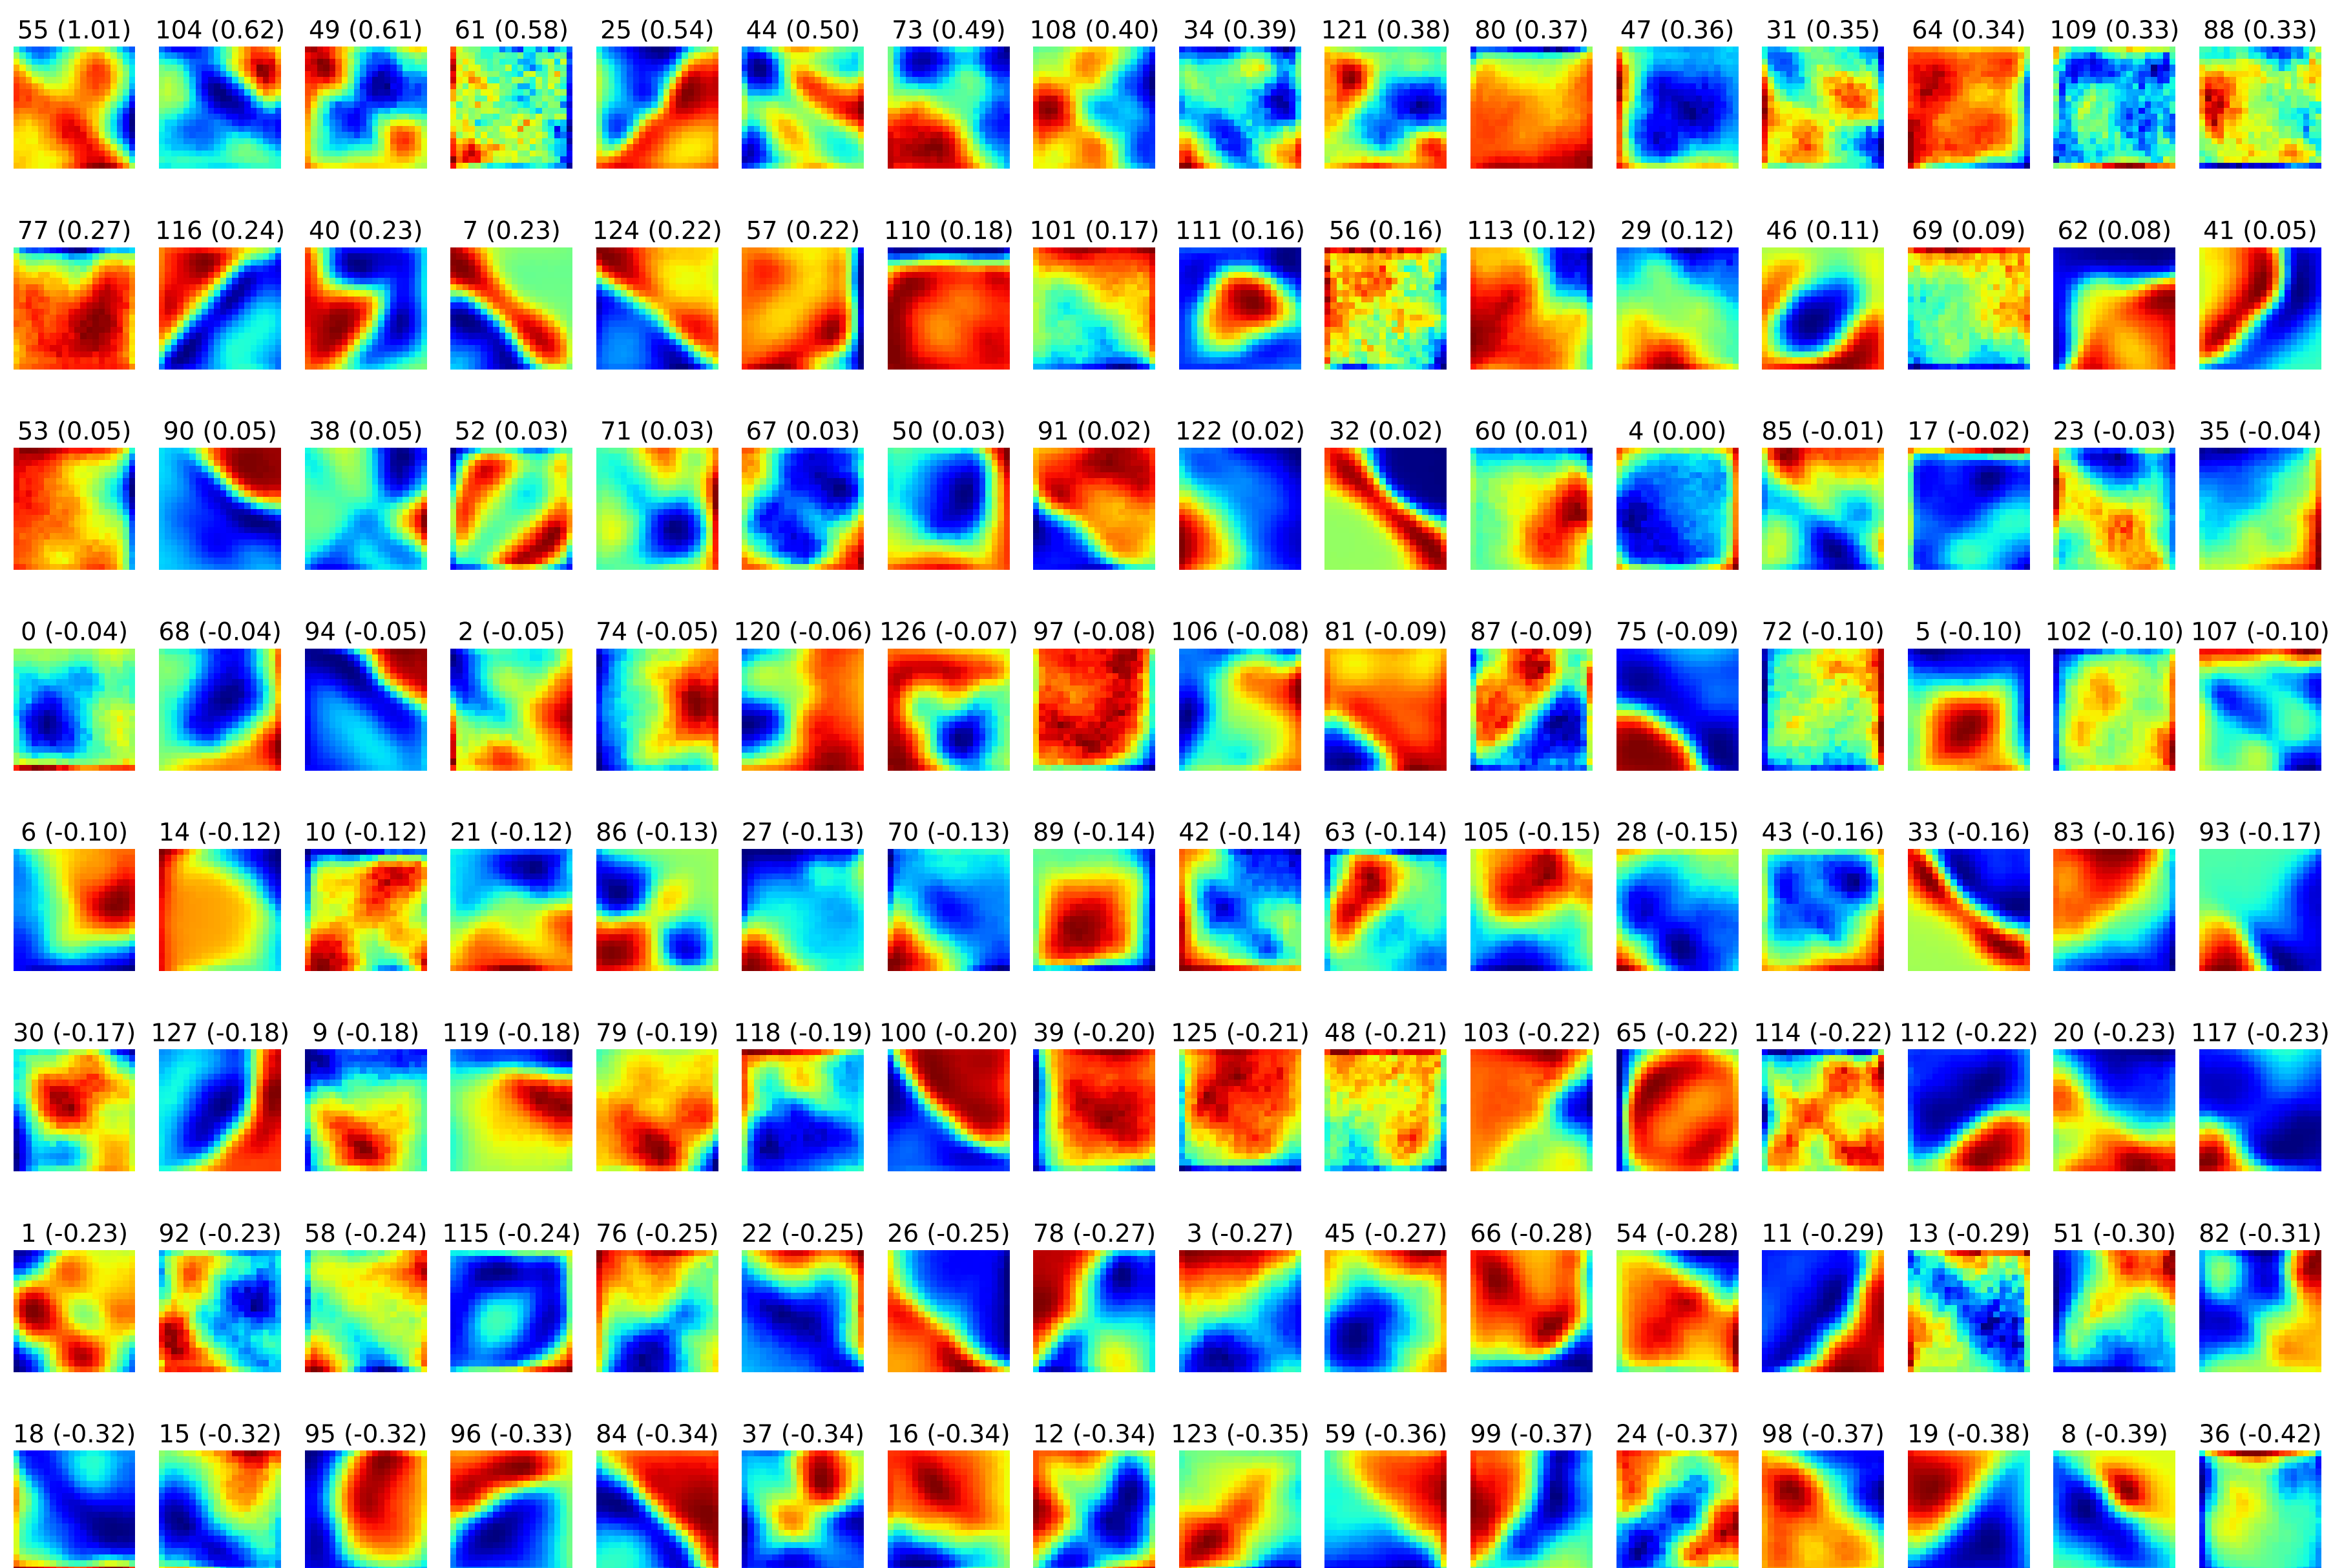 55 (1.01) 104 (0.62) 49 (0.61) 61 (0.58) 25 (0.54) 44 (0.50) 73 (0.49) 108 (0.40) 34 (0.39) 121 (0.38) 80 (0.37) 47 (0.36) 31 (0.35) 64 (0.34) 109 (0.33) 88 (0.33)
77 (0.27) 116 (0.24) 40 (0.23) 7 (0.23) 124 (0.22) 57 (0.22) 110 (0.18) 101 (0.17) 111 (0.16) 56 (0.16) 113 (0.12) 29 (0.12) 46 (0.11) 69 (0.09) 62 (0.08) 41 (0.05)
53 (0.05) 90 (0.05) 38 (0.05) 52 (0.03) 71 (0.03) 67 (0.03) 50 (0.03) 91 (0.02) 122 (0.02) 32 (0.02) 60 (0.01) 4 (0.00) 85 (-0.01) 17 (-0.02) 23 (-0.03) 35 (-0.04)
0 (-0.04) 68 (-0.04) 94 (-0.05) 2 (-0.05) 74 (-0.05) 120 (-0.06) 126 (-0.07) 97 (-0.08) 106 (-0.08) 81 (-0.09) 87 (-0.09) 75 (-0.09) 72 (-0.10) 5 (-0.10) 102 (-0.10) 107 (-0.10)
6 (-0.10) 14 (-0.12) 10 (-0.12) 21 (-0.12) 86 (-0.13) 27 (-0.13) 70 (-0.13) 89 (-0.14) 42 (-0.14) 63 (-0.14) 105 (-0.15) 28 (-0.15) 43 (-0.16) 33 (-0.16) 83 (-0.16) 93 (-0.17)
30 (-0.17) 127 (-0.18) 9 (-0.18) 119 (-0.18) 79 (-0.19) 118 (-0.19) 100 (-0.20) 39 (-0.20) 125 (-0.21) 48 (-0.21) 103 (-0.22) 65 (-0.22) 114 (-0.22) 112 (-0.22) 20 (-0.23) 117 (-0.23)
1 (-0.23) 92 (-0.23) 58 (-0.24) 115 (-0.24) 76 (-0.25) 22 (-0.25) 26 (-0.25) 78 (-0.27) 3 (-0.27) 45 (-0.27) 66 (-0.28) 54 (-0.28) 11 (-0.29) 13 (-0.29) 51 (-0.30) 82 (-0.31)
18 (-0.32) 15 (-0.32) 95 (-0.32) 96 (-0.33) 84 (-0.34) 37 (-0.34) 16 (-0.34) 12 (-0.34) 123 (-0.35) 59 (-0.36) 99 (-0.37) 24 (-0.37) 98 (-0.37) 19 (-0.38) 8 (-0.39) 36 (-0.42)